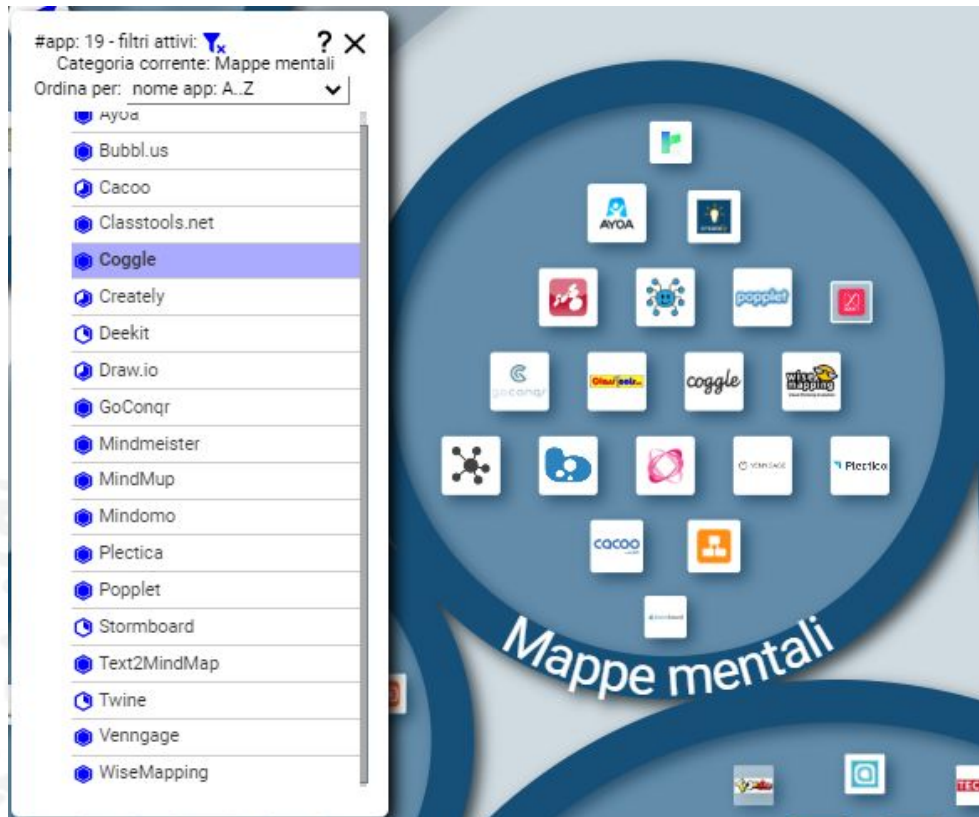 #app: 19 - filtri attivi:
?
Categoria corrente: Mappe mentali
Ordina per: nome app: A..Z
Ayoa
Bubbl.us
Cacoo
Classtools.net
Coggle
Creately
Deekit
Draw.io
GoConqr
Mindmeister
MindMup
Mindomo
Plectica
Popplet
Stormboard
Text2MindMap
Twine
Venngage
WiseMapping
AYOA
popplet
goconqr
coggle
wise
mapping
VENNGAGE
Plectica
cacoo
Mappe mentali
TEC